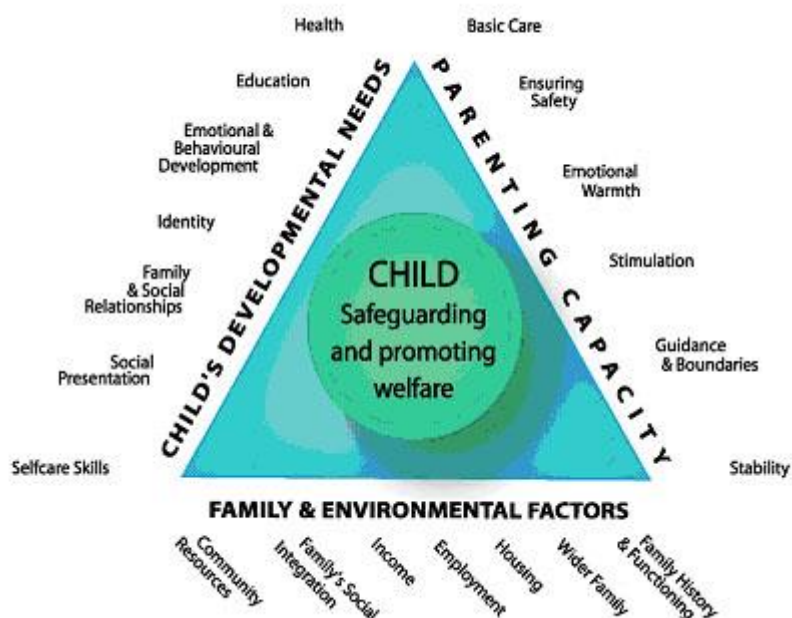 Health
Education
Emotional &
Behavioural
Development
Identity
Family
& Social
Relationships
Social
Presentation
Selfcare Skills
CHILD'S DEVELOPMENTAL NEEDS
Basic Care
Ensuring
Safety
Emotional
Warmth
Stimulation
Guidance
& Boundaries
Stability
PARENTING CAPACITY
CHILD
Safeguarding
and promoting
welfare
FAMILY & ENVIRONMENTAL FACTORS
Community
Resources
Family's Social
Integration
Income
Employment
Housing
Wider Family
Family History
& Functioning